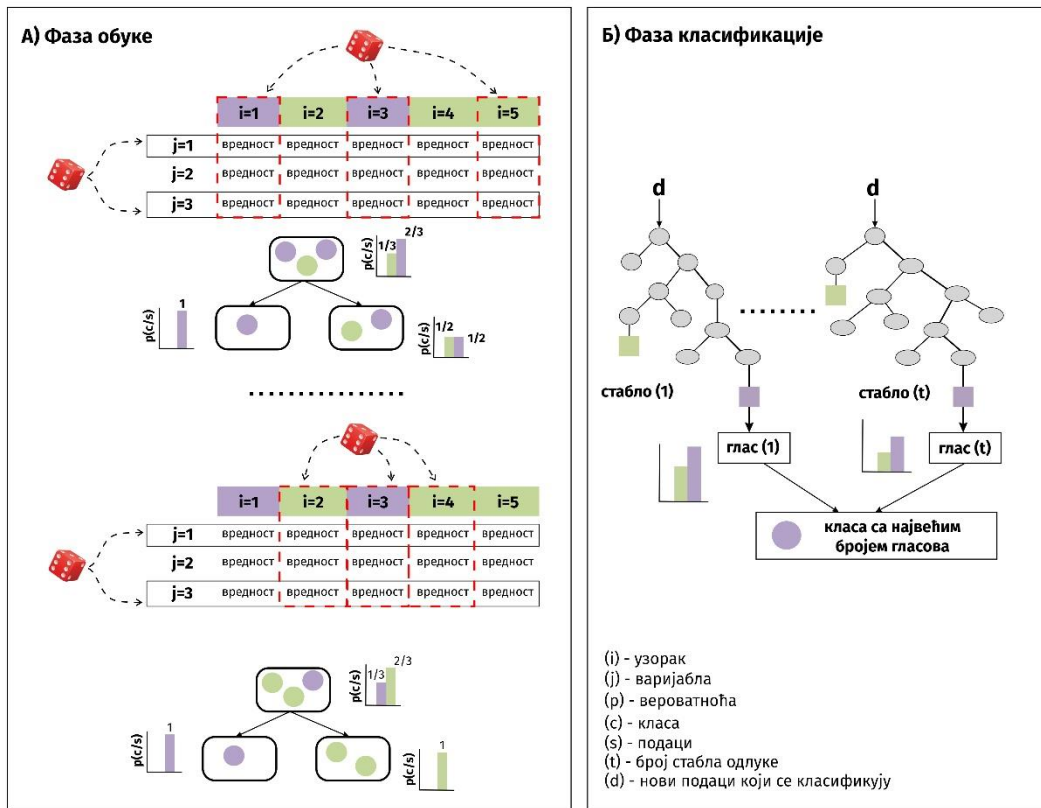 А) Фаза обуке
i=1 i=2 i=3 i=4 i=5
j=1 вредност вредност вредност вредност вредност
j=2 вредност вредност вредност вредност вредност
j=3 вредност вредност вредност вредност вредност
p(c/s) 1/3 2/3
p(c/s) 1
p(c/s) 1/2 1/2
i=1 i=2 i=3 i=4 i=5
j=1 вредност вредност вредност вредност вредност
j=2 вредност вредност вредност вредност вредност
j=3 вредност вредност вредност вредност вредност
p(c/s) 1/3 2/3
p(c/s) 1
p(c/s) 1
Б) Фаза класификације
d d
стабло (1) стабло (t)
глас (1) глас (t)
класа са највећим
бројем гласова
(i) - узорак
(j) - варијабла
(p) - вероватноћа
(c) - класа
(s) - подаци
(t) - број стабла одлуке
(d) - нови подаци који се класификују